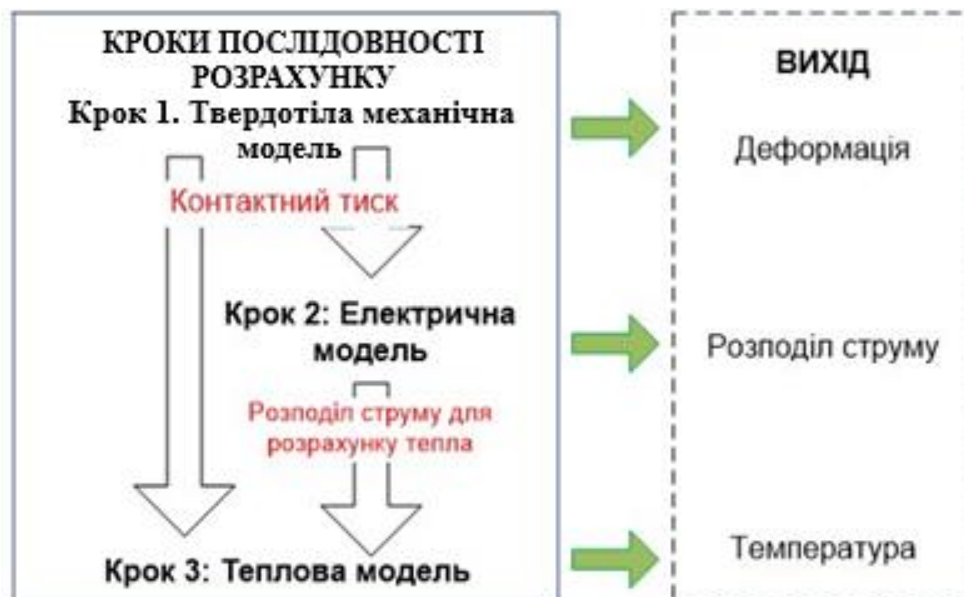 КРОКИ ПОСЛІДОВНОСТІ
РОЗРАХУНКУ
Крок 1. Твердотіла механічна
модель
Контактний тиск
Крок 2: Електрична
модель
Розподіл струму для
розрахунку тепла
Крок 3: Теплова модель
ВИХІД
Деформація
Розподіл струму
Температура